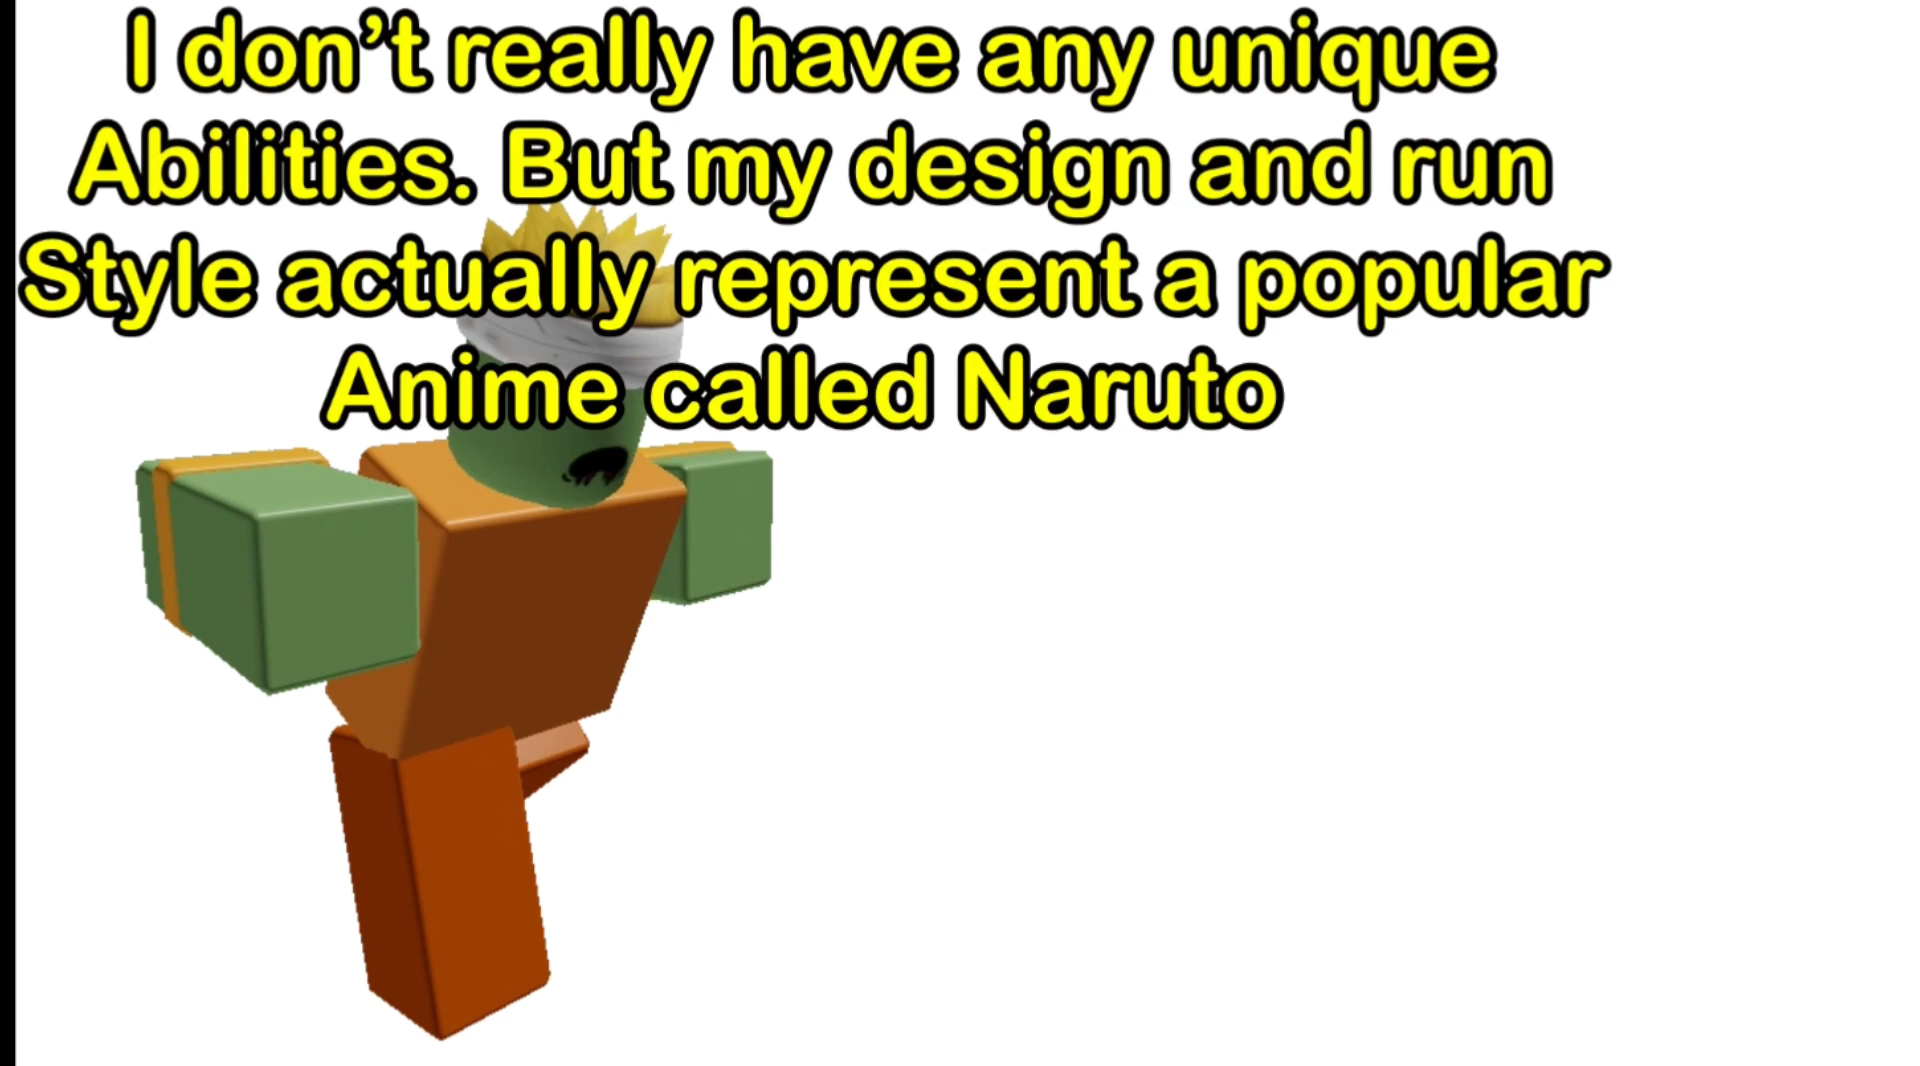 I don’t really have any unique
Abilities. But my design and run
Style actually represent a popular
Anime called Naruto